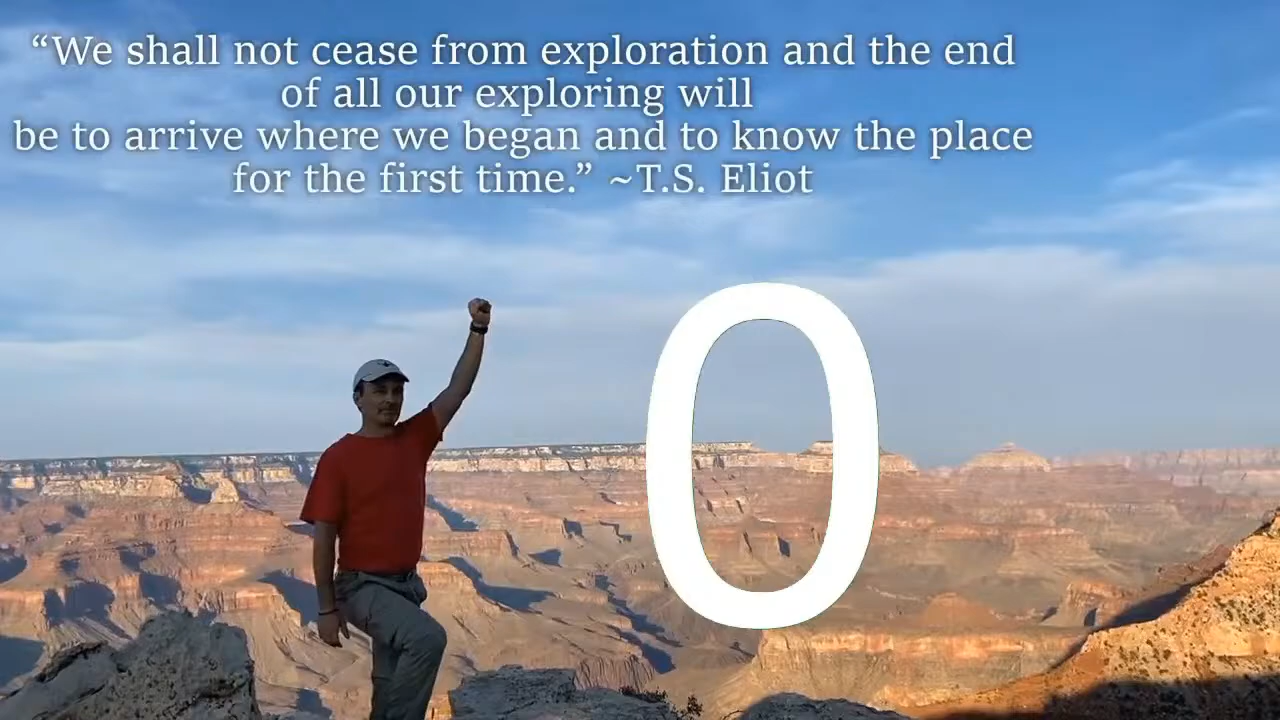 “We shall not cease from exploration and the end
of all our exploring will
be to arrive where we began and to know the place
for the first time.” ~T.S. Eliot
0